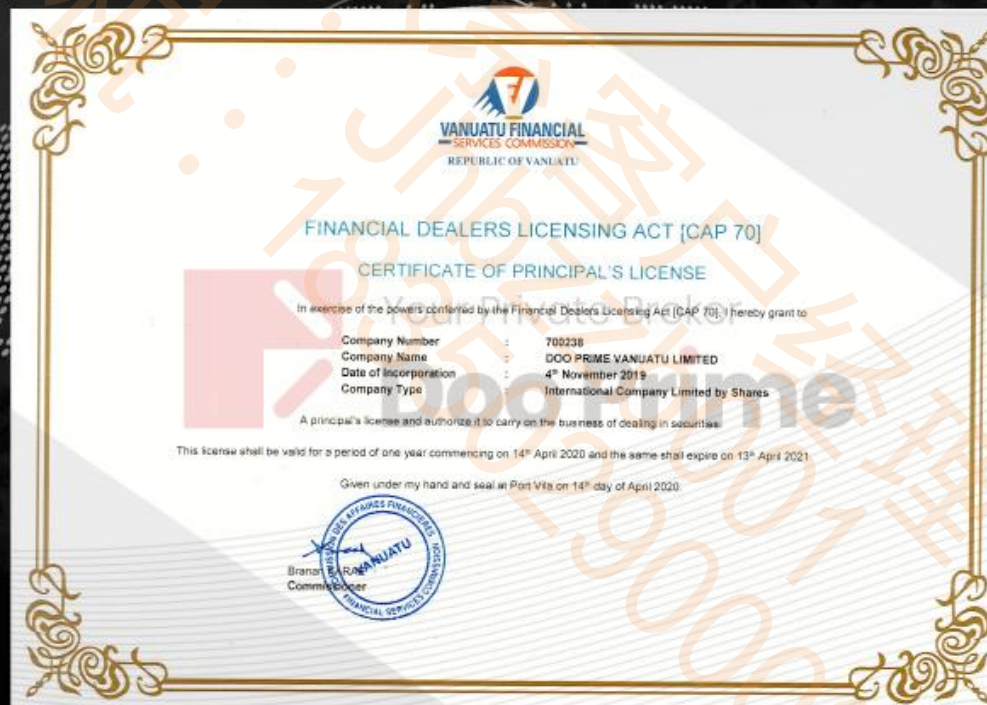 VANUATU FINANCIAL
SERVICES COMMISSION
REPUBLIC OF VANUATU
FINANCIAL DEALERS LICENSING ACT [CAP 70]
CERTIFICATE OF PRINCIPAL'S LICENSE
Your Private Broker
In exercise of the powers conferred by the Financial Dealers Licensing Act [CAP 70], I hereby grant to
Company Number : 700238
Company Name : DOO PRIME VANUATU LIMITED
Date of Incorporation : 4th November 2019
Company Type : International Company Limited by Shares
Doo Prime
A principal's license and authorize it to carry on the business of dealing in securities.
This license shall be valid for a period of one year commencing on 14th April 2020 and the same shall expire on 13th April 2021
Given under my hand and seal at Port Vila on 14th day of April 2020.
DES AFFAIRES FINANCIERES
VANUATU
FINANCIAL SERVICES COMMISSION
Branan
Commissioner